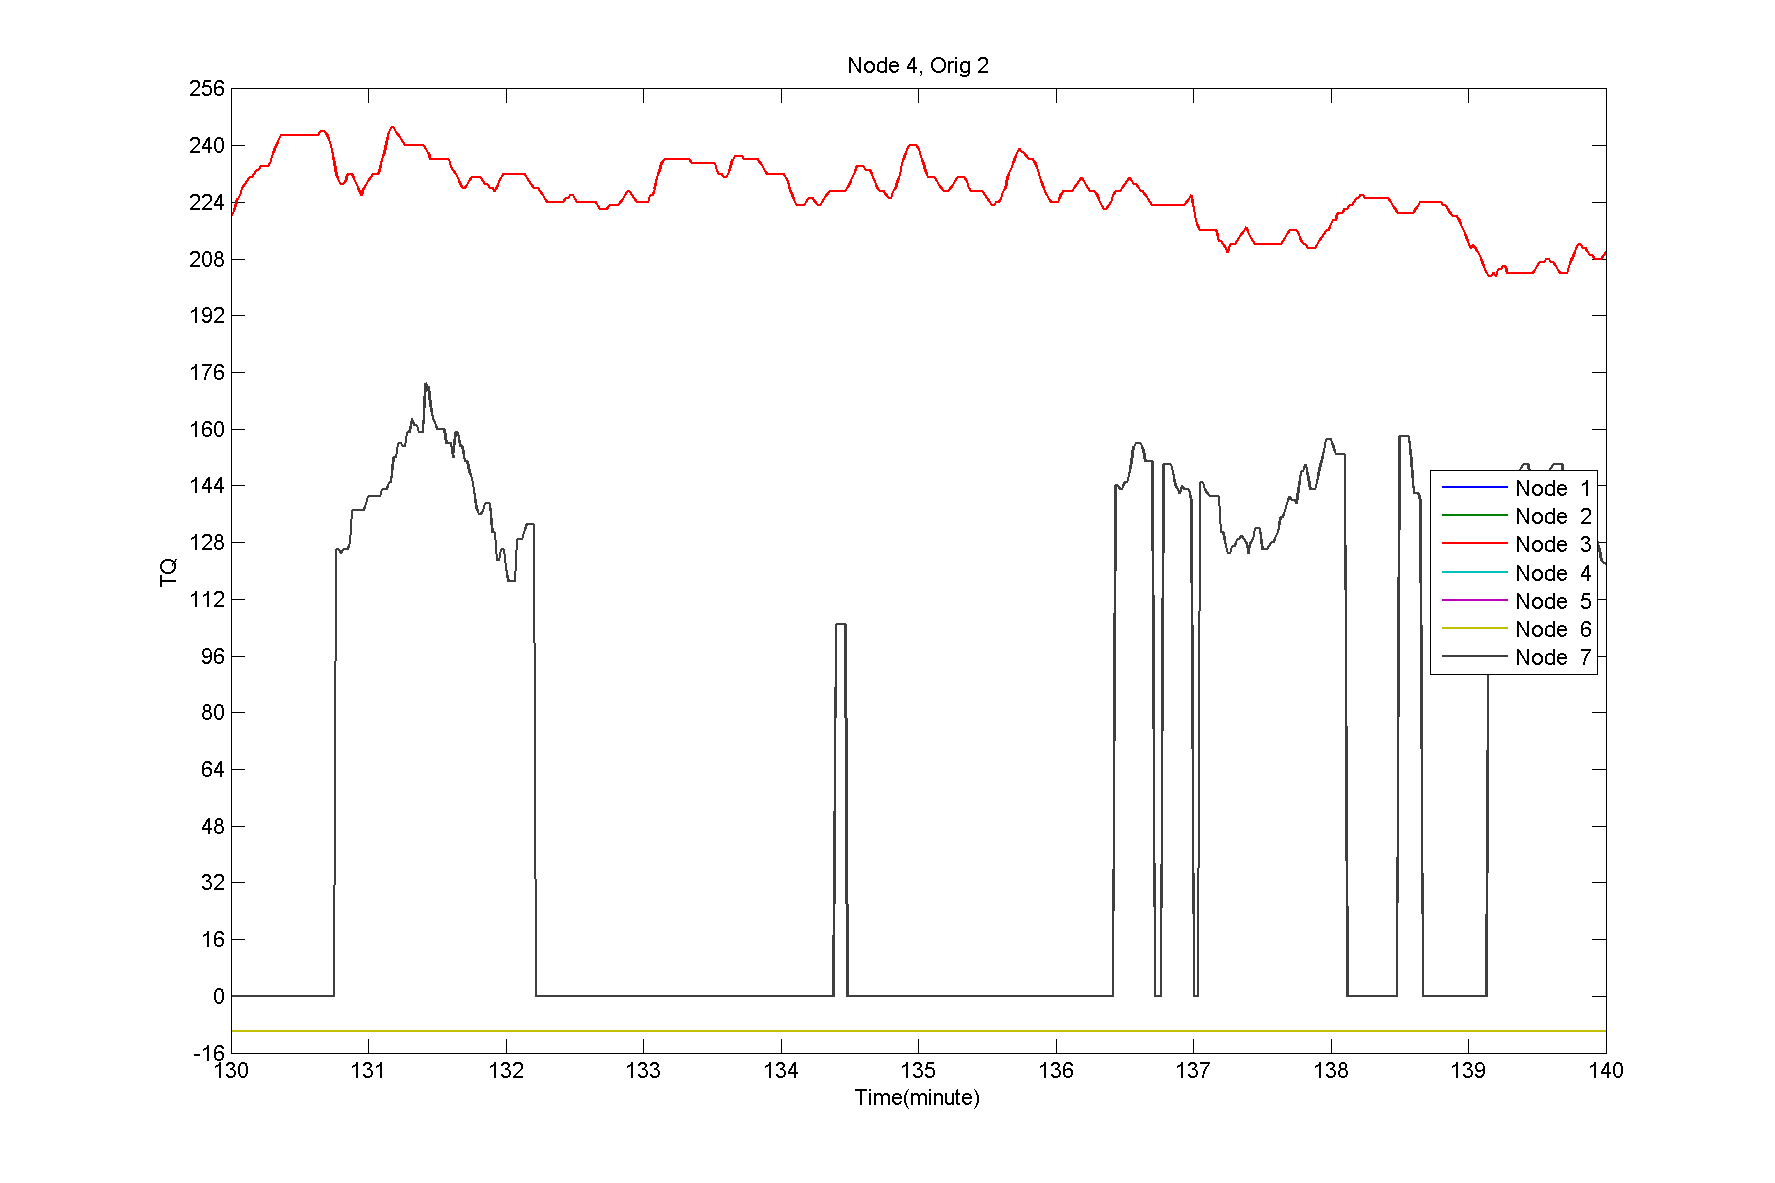 Node 4, Orig 2
256
240
224
208
192
176
160
144
128
112
96
80
64
48
32
16
0
-16
TQ
Node 1
Node 2
Node 3
Node 4
Node 5
Node 6
Node 7
130 131 132 133 134 135 136 137 138 139 140
Time(minute)